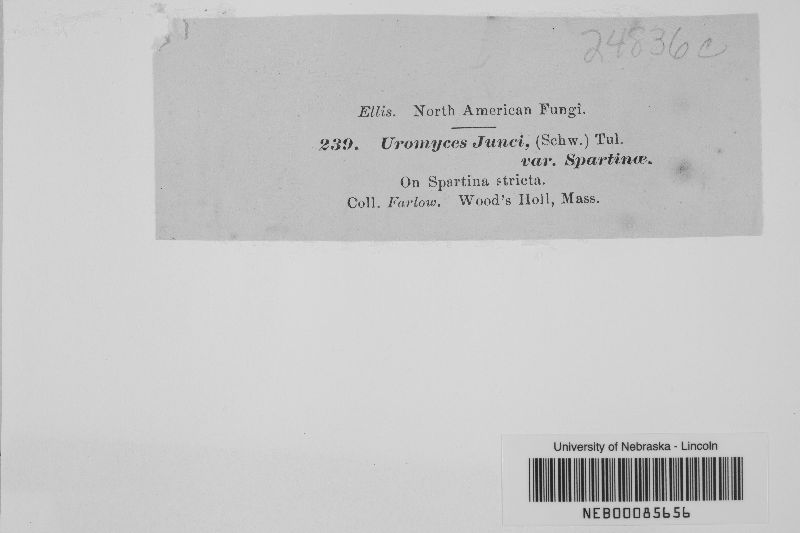 24836c
Ellis. North American Fungi.
239. Uromyces Junci, (Schw.) Tul.
var. Spartinæ.
On Spartina stricta.
Coll. Farlow. Wood's Holl, Mass.
University of Nebraska - Lincoln
NEB00085656